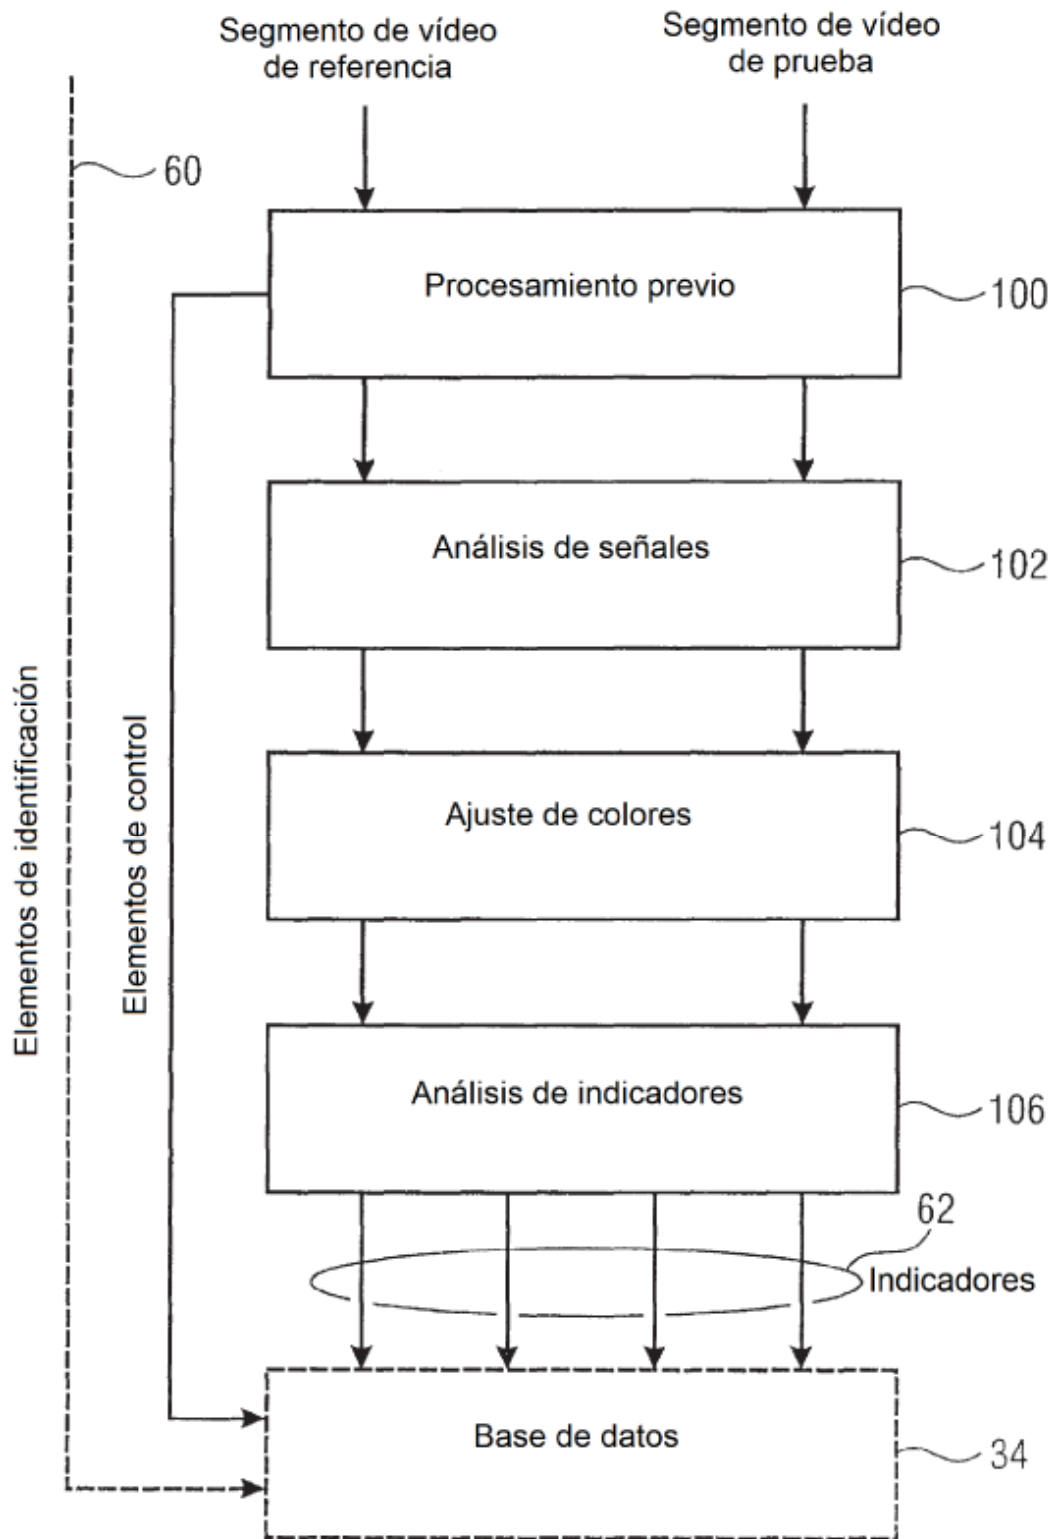 Segmento de vídeo
de referencia
Segmento de vídeo
de prueba
60
Procesamiento previo
100
Análisis de señales
102
Elementos de identificación
Elementos de control
Ajuste de colores
104
Análisis de indicadores
106
62
Indicadores
Base de datos
34